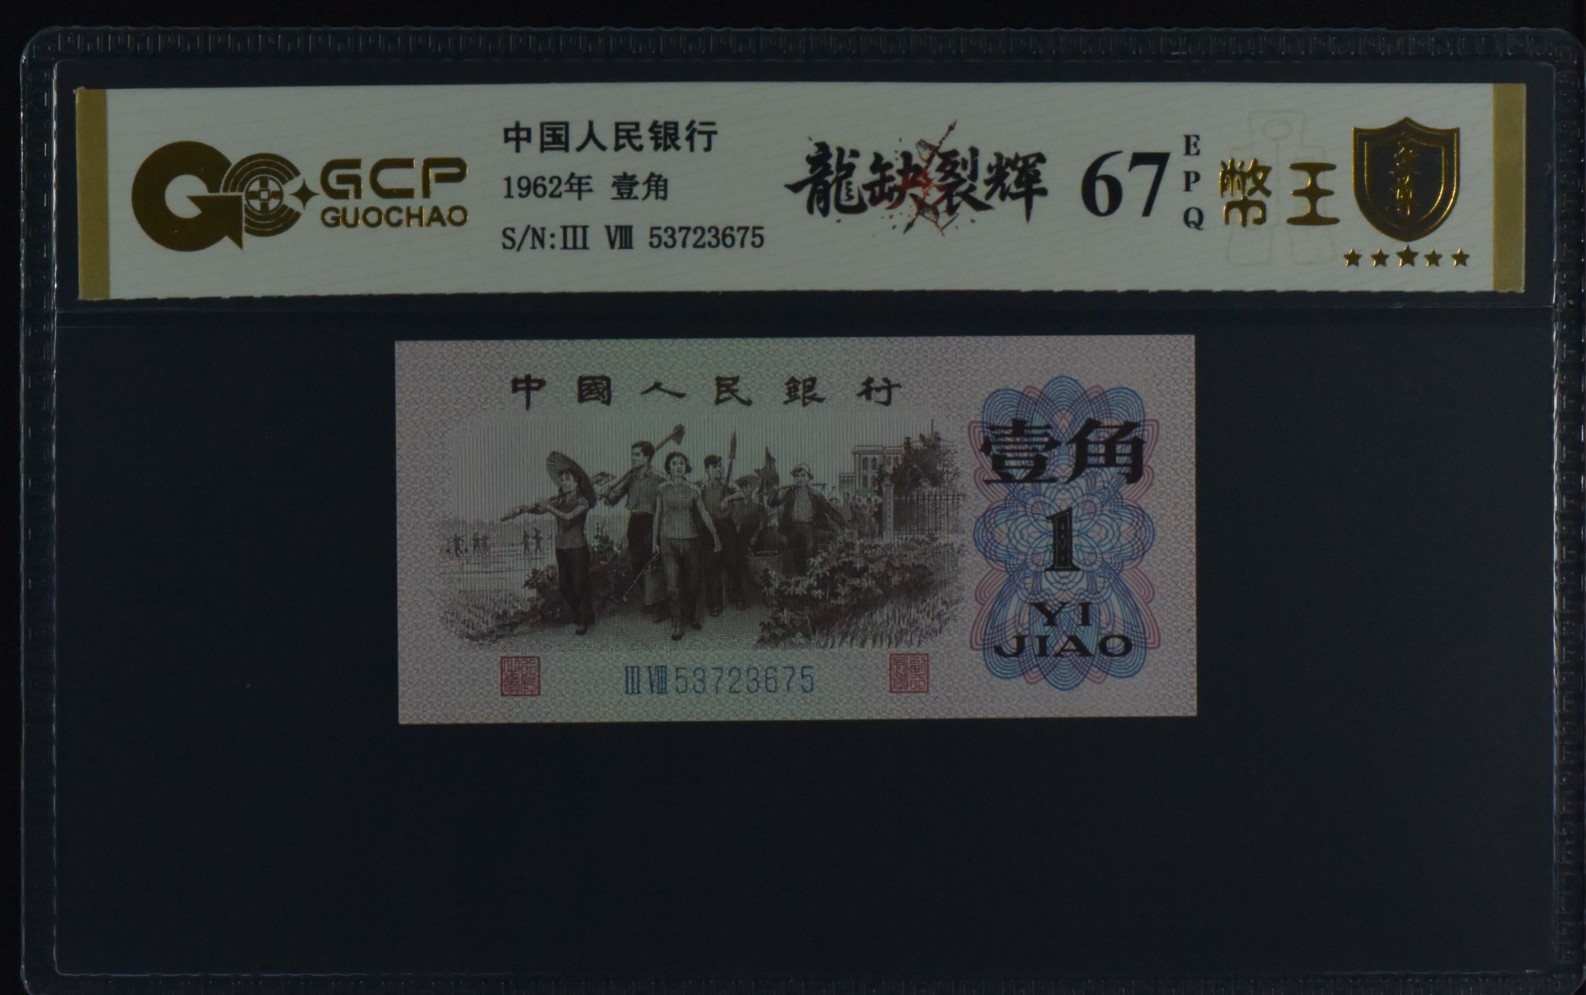 GCP
GUOCHAO
中国人民银行
1962年 壹角
S/N:III VIII 53723675
龍缺裂輝
67
EPQ
幣王
中國人民銀行
壹角
1
YI
JIAO
III VIII 53723675